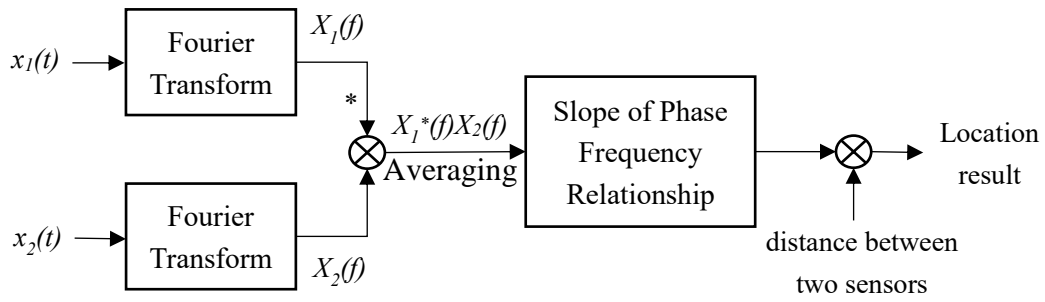 x₁(t)
Fourier
Transform
X₁(f)
*
x₂(t)
Fourier
Transform
X₂(f)
X₁*(f)X₂(f)
Averaging
Slope of Phase
Frequency
Relationship
Location
result
distance between
two sensors